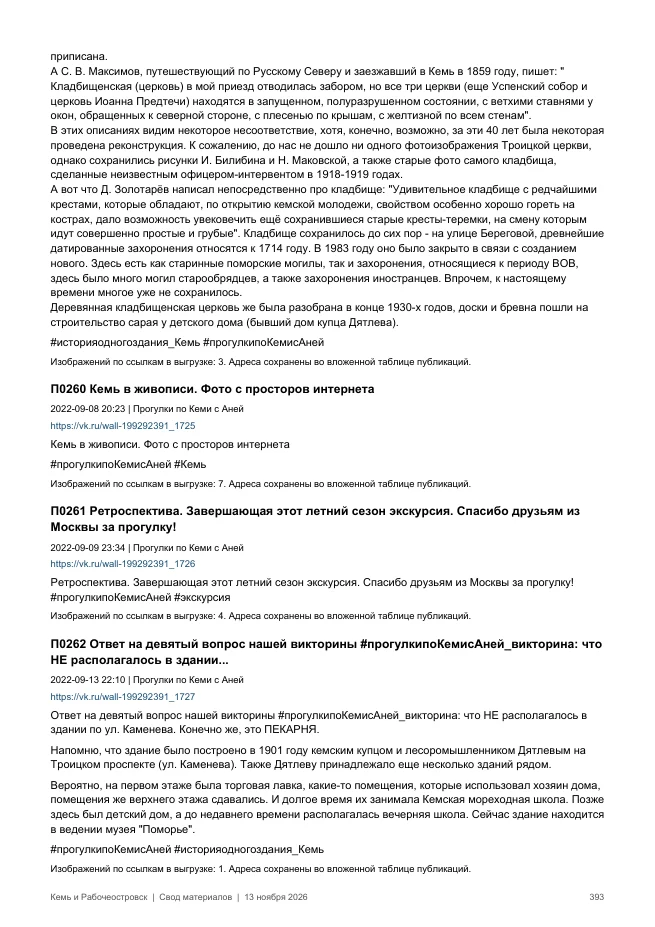 приписана.
А С. В. Максимов, путешествующий по Русскому Северу и заезжавший в Кемь в 1859 году, пишет: "
Кладбищенская (церковь) в мой приезд отводилась забором, но все три церкви (еще Успенский собор и
церковь Иоанна Предтечи) находятся в запущенном, полуразрушенном состоянии, с ветхими ставнями у
окон, обращенных к северной стороне, с плесенью по крышам, с желтизной по всем стенам".
В этих описаниях видим некоторое несоответствие, хотя, конечно, возможно, за эти 40 лет была некоторая
проведена реконструкция. К сожалению, до нас не дошло ни одного фотоизображения Троицкой церкви,
однако сохранились рисунки И. Билибина и Н. Маковской, а также старые фото самого кладбища,
сделанные неизвестным офицером-интервентом в 1918-1919 годах.
А вот что Д. Золотарёв написал непосредственно про кладбище: "Удивительное кладбище с редчайшими
крестами, которые обладают, по открытию кемской молодежи, свойством особенно хорошо гореть на
кострах, дало возможность увековечить ещё сохранившиеся старые кресты-теремки, на смену которым
идут совершенно простые и грубые". Кладбище сохранилось до сих пор - на улице Береговой, древнейшие
датированные захоронения относятся к 1714 году. В 1983 году оно было закрыто в связи с созданием
нового. Здесь есть как старинные поморские могилы, так и захоронения, относящиеся к периоду ВОВ,
здесь было много могил старообрядцев, а также захоронения иностранцев. Впрочем, к настоящему
времени многое уже не сохранилось.
Деревянная кладбищенская церковь же была разобрана в конце 1930-х годов, доски и бревна пошли на
строительство сарая у детского дома (бывший дом купца Дятлева).
#историяодногоздания_Кемь #прогулкипоКемисАней
Изображений по ссылкам в выгрузке: 3. Адреса сохранены во вложенной таблице публикаций.
П0260 Кемь в живописи. Фото с просторов интернета
2022-09-08 20:23 | Прогулки по Кеми с Аней
https://vk.ru/wall-199292391_1725
Кемь в живописи. Фото с просторов интернета
#прогулкипоКемисАней #Кемь
Изображений по ссылкам в выгрузке: 7. Адреса сохранены во вложенной таблице публикаций.
П0261 Ретроспектива. Завершающая этот летний сезон экскурсия. Спасибо друзьям из
Москвы за прогулку!
2022-09-09 23:34 | Прогулки по Кеми с Аней
https://vk.ru/wall-199292391_1726
Ретроспектива. Завершающая этот летний сезон экскурсия. Спасибо друзьям из Москвы за прогулку!
#прогулкипоКемисАней #экскурсия
Изображений по ссылкам в выгрузке: 4. Адреса сохранены во вложенной таблице публикаций.
П0262 Ответ на девятый вопрос нашей викторины #прогулкипоКемисАней_викторина: что
НЕ располагалось в здании...
2022-09-13 22:10 | Прогулки по Кеми с Аней
https://vk.ru/wall-199292391_1727
Ответ на девятый вопрос нашей викторины #прогулкипоКемисАней_викторина: что НЕ располагалось в
здании по ул. Каменева. Конечно же, это ПЕКАРНЯ.
Напомню, что здание было построено в 1901 году кемским купцом и лесоромышленником Дятлевым на
Троицком проспекте (ул. Каменева). Также Дятлеву принадлежало еще несколько зданий рядом.
Вероятно, на первом этаже была торговая лавка, какие-то помещения, которые использовал хозяин дома,
помещения же верхнего этажа сдавались. И долгое время их занимала Кемская мореходная школа. Позже
здесь был детский дом, а до недавнего времени располагалась вечерняя школа. Сейчас здание находится
в ведении музея "Поморье".
#прогулкипоКемисАней #историяодногоздания_Кемь
Изображений по ссылкам в выгрузке: 1. Адреса сохранены во вложенной таблице публикаций.
Кемь и Рабочеостровск | Свод материалов | 13 ноября 2026
393